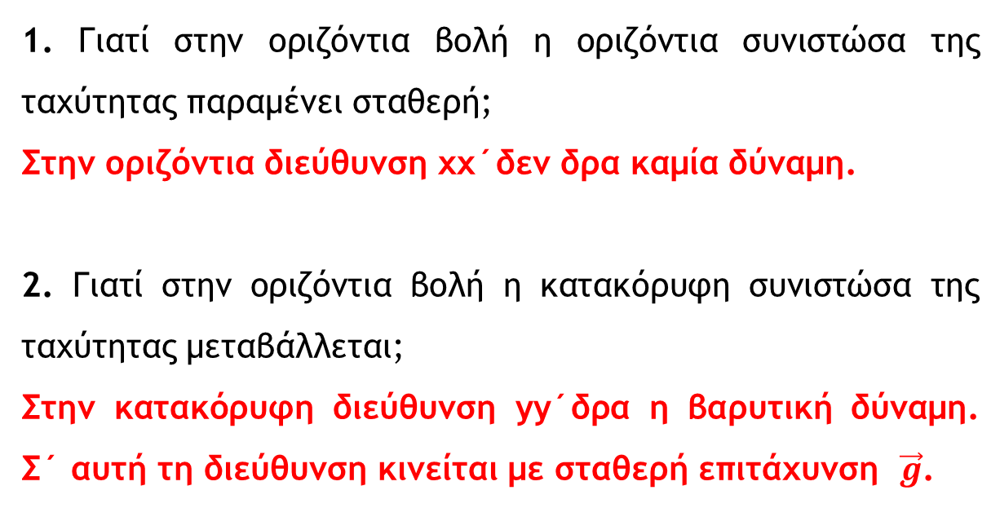 1. Γιατί στην οριζόντια βολή η οριζόντια συνιστώσα της
ταχύτητας παραμένει σταθερή;
Στην οριζόντια διεύθυνση xx΄δεν δρα καμία δύναμη.
2. Γιατί στην οριζόντια βολή η κατακόρυφη συνιστώσα της
ταχύτητας μεταβάλλεται;
Στην κατακόρυφη διεύθυνση yy΄δρα η βαρυτική δύναμη.
Σ΄ αυτή τη διεύθυνση κινείται με σταθερή επιτάχυνση g⃗.